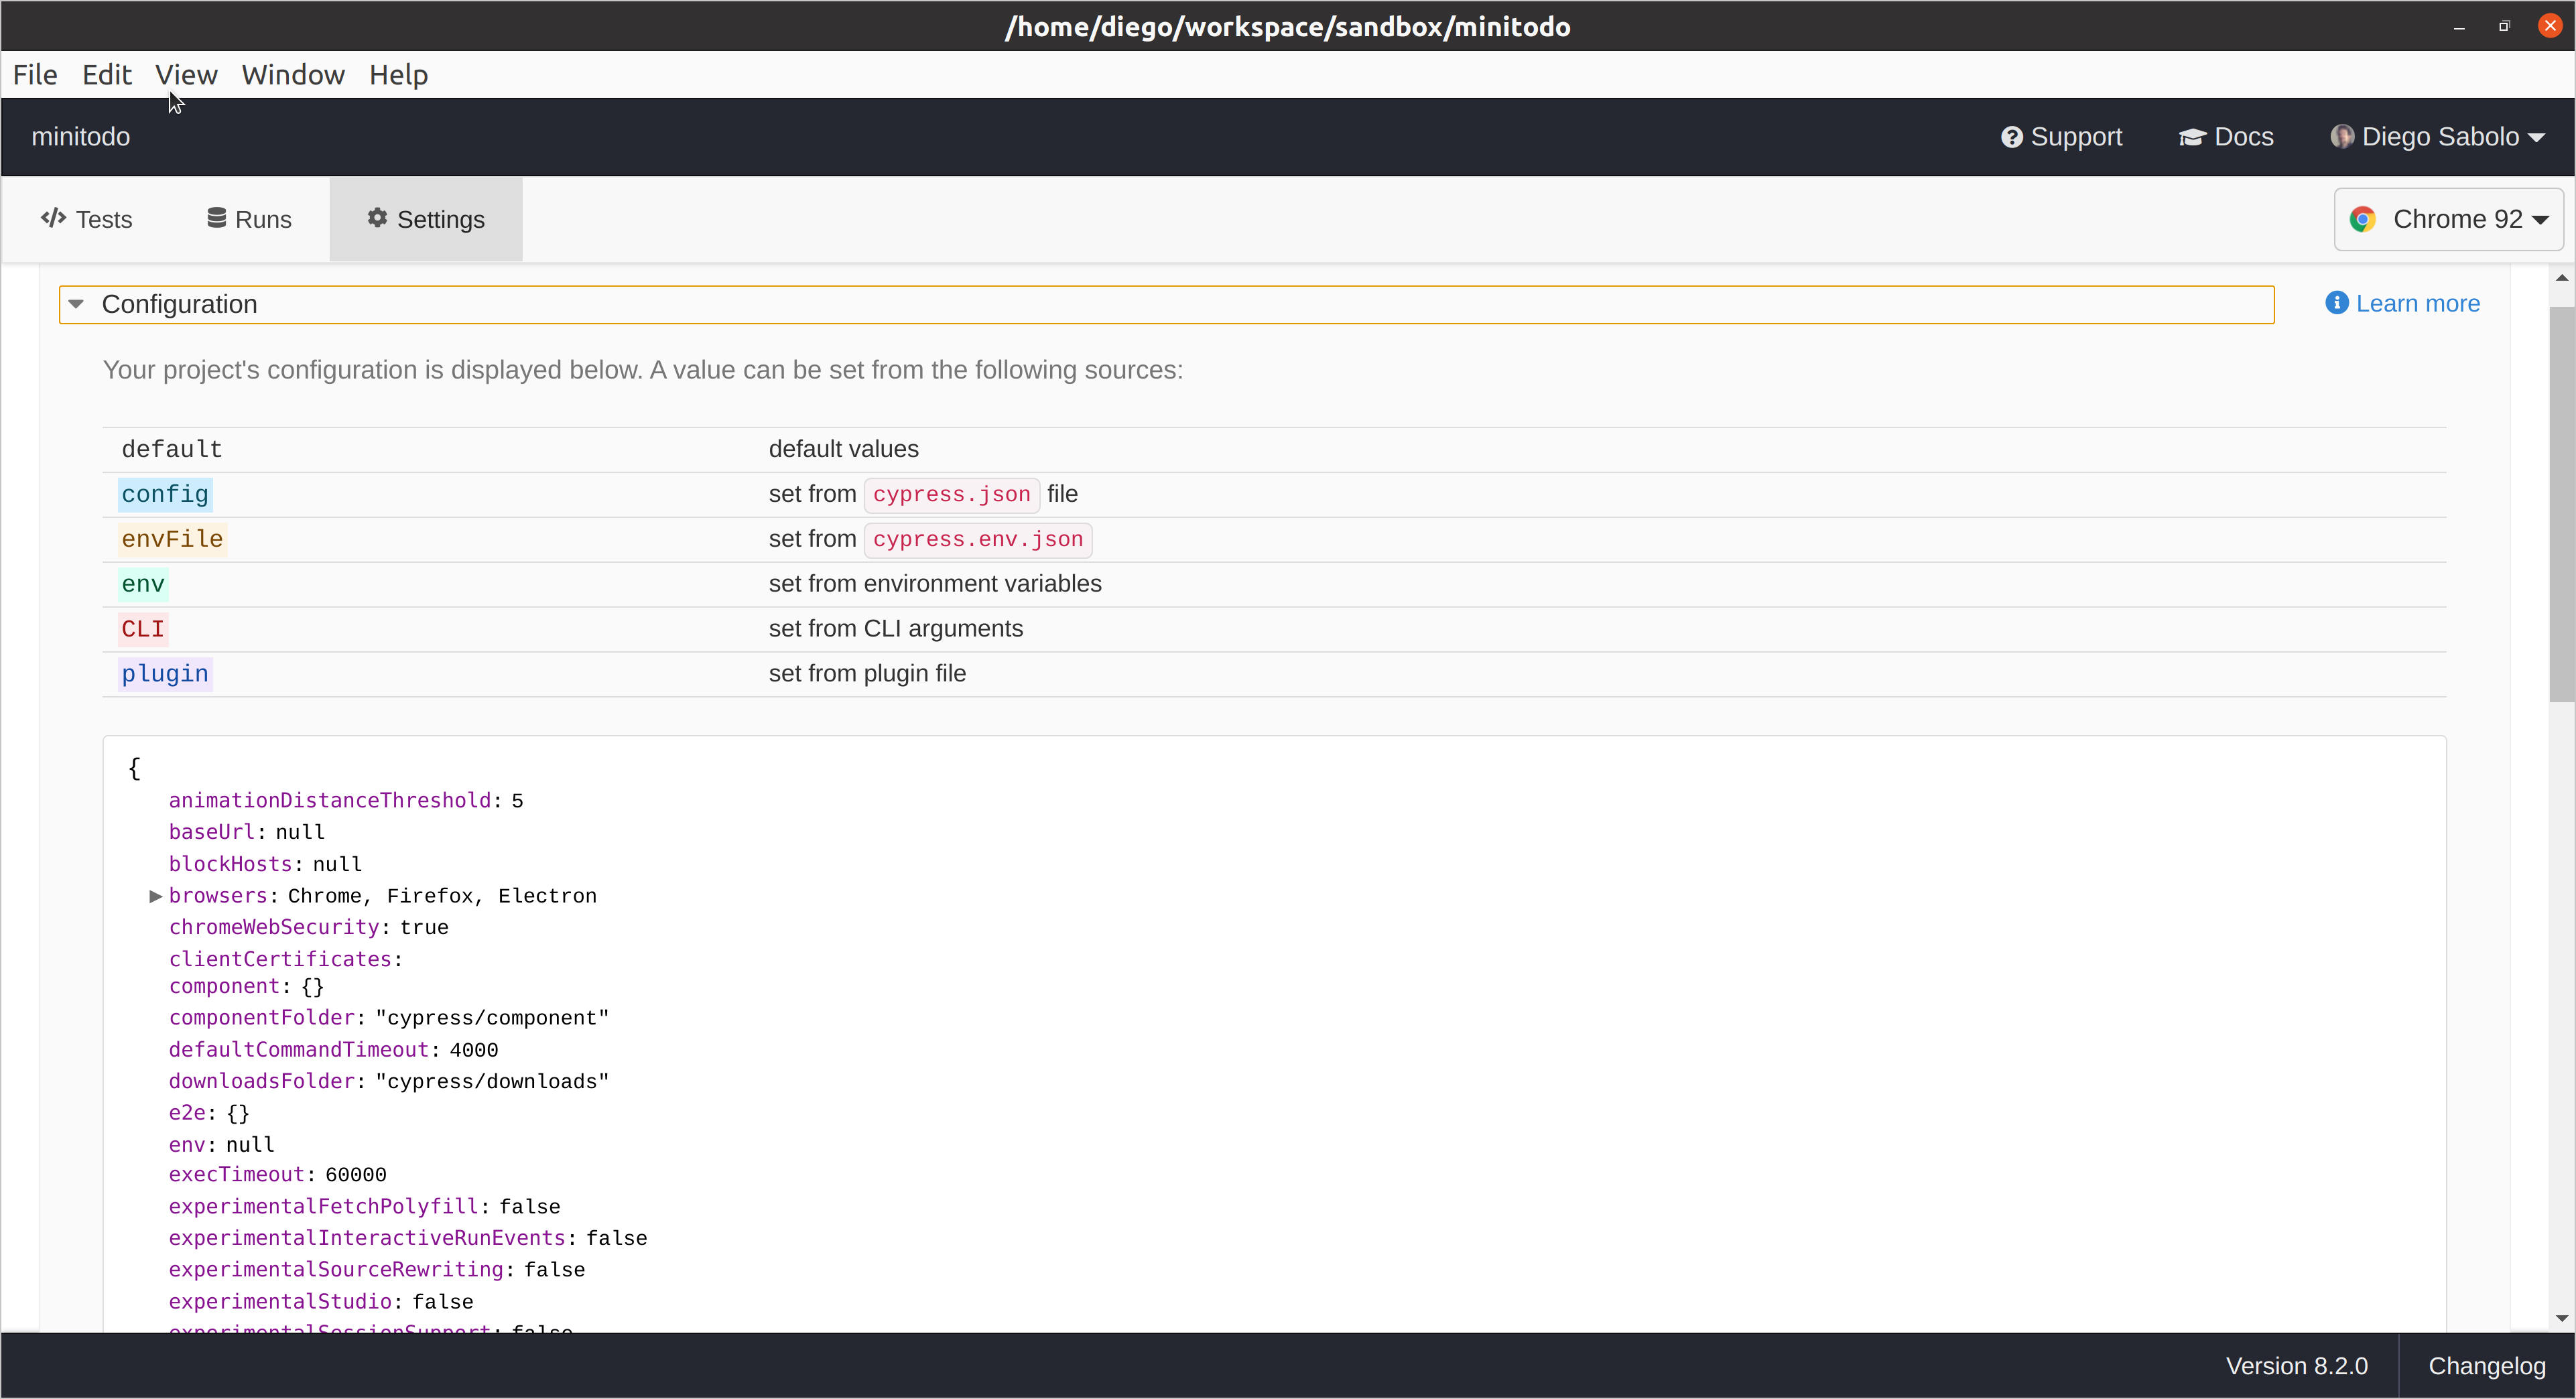 /home/diego/workspace/sandbox/minitodo
File Edit View Window Help
minitodo Support Docs Diego Sabolo
Tests Runs Settings Chrome 92
Configuration Learn more
Your project's configuration is displayed below. A value can be set from the following sources:
default default values
config set from cypress.json file
envFile set from cypress.env.json
env set from environment variables
CLI set from CLI arguments
plugin set from plugin file
{
animationDistanceThreshold: 5
baseUrl: null
blockHosts: null
browsers: Chrome, Firefox, Electron
chromeWebSecurity: true
clientCertificates:
component: {}
componentFolder: "cypress/component"
defaultCommandTimeout: 4000
downloadsFolder: "cypress/downloads"
e2e: {}
env: null
execTimeout: 60000
experimentalFetchPolyfill: false
experimentalInteractiveRunEvents: false
experimentalSourceRewriting: false
experimentalStudio: false
experimentalSessionSupport: false
Version 8.2.0 Changelog